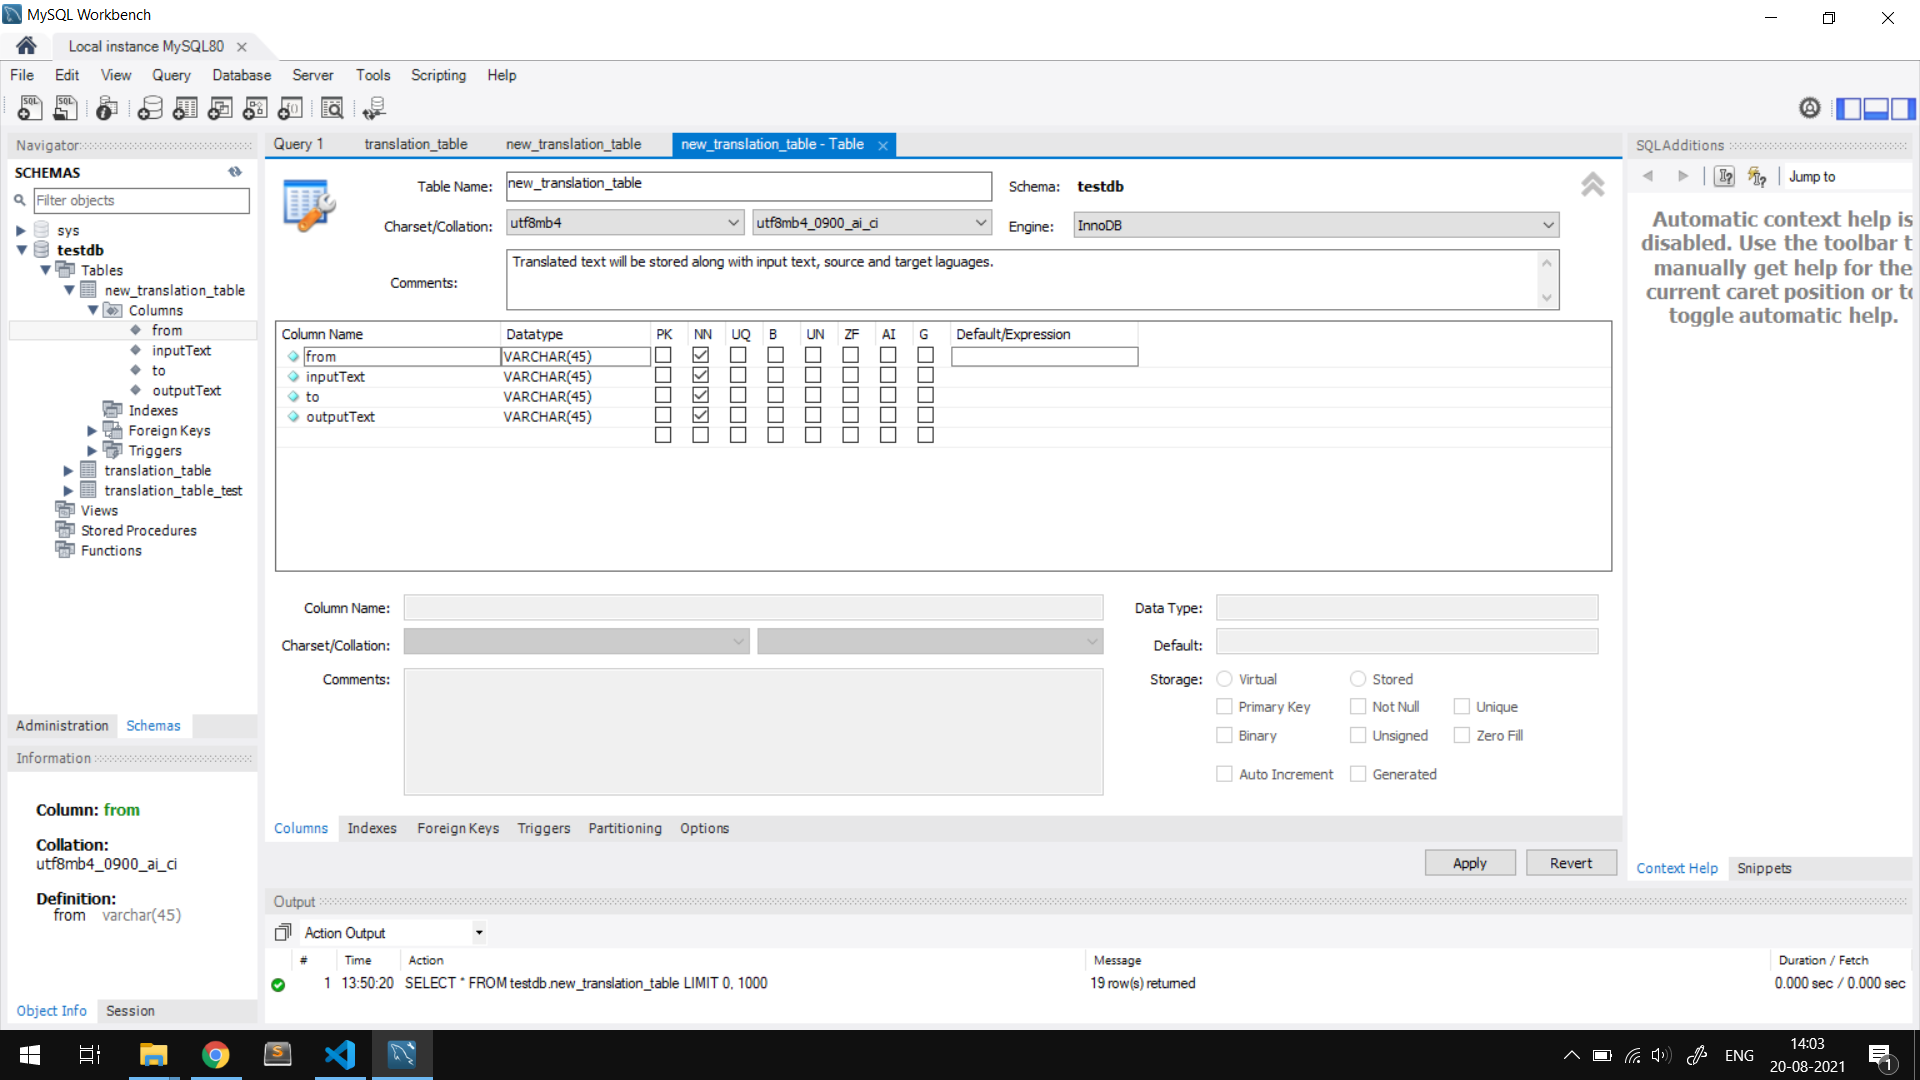 MySQL Workbench
Local instance MySQL80
File Edit View Query Database Server Tools Scripting Help
Navigator
SCHEMAS
Filter objects
sys
testdb
Tables
new_translation_table
Columns
from
inputText
to
outputText
Indexes
Foreign Keys
Triggers
translation_table
translation_table_test
Views
Stored Procedures
Functions
Administration Schemas
Information
Column: from
Collation:
utf8mb4_0900_ai_ci
Definition:
from varchar(45)
Object Info Session
Query 1 translation_table new_translation_table new_translation_table - Table
Table Name: new_translation_table Schema: testdb
Charset/Collation: utf8mb4 utf8mb4_0900_ai_ci Engine: InnoDB
Comments: Translated text will be stored along with input text, source and target laguages.
Column Name Datatype PK NN UQ B UN ZF AI G Default/Expression
from VARCHAR(45)
inputText VARCHAR(45)
to VARCHAR(45)
outputText VARCHAR(45)
Column Name: Data Type:
Charset/Collation: Default:
Comments: Storage: Virtual Stored
Primary Key Not Null Unique
Binary Unsigned Zero Fill
Auto Increment Generated
Columns Indexes Foreign Keys Triggers Partitioning Options
Apply Revert
Output
Action Output
# Time Action Message Duration / Fetch
1 13:50:20 SELECT * FROM testdb.new_translation_table LIMIT 0, 1000 19 row(s) returned 0.000 sec / 0.000 sec
SQLAdditions
Jump to
Automatic context help is
disabled. Use the toolbar t
manually get help for the
current caret position or to
toggle automatic help.
Context Help Snippets
ENG
14:03
20-08-2021
1